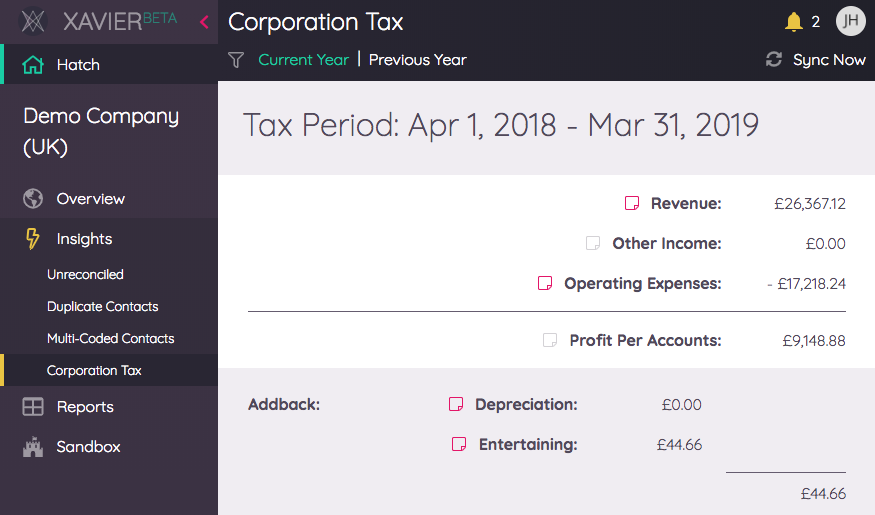 XAVIER BETA
Corporation Tax
2
JH
Hatch
Current Year | Previous Year
Sync Now
Demo Company
(UK)
Overview
Insights
Unreconciled
Duplicate Contacts
Multi-Coded Contacts
Corporation Tax
Reports
Sandbox
Tax Period: Apr 1, 2018 - Mar 31, 2019
Revenue: £26,367.12
Other Income: £0.00
Operating Expenses: - £17,218.24
Profit Per Accounts: £9,148.88
Addback: Depreciation: £0.00
Entertaining: £44.66
£44.66